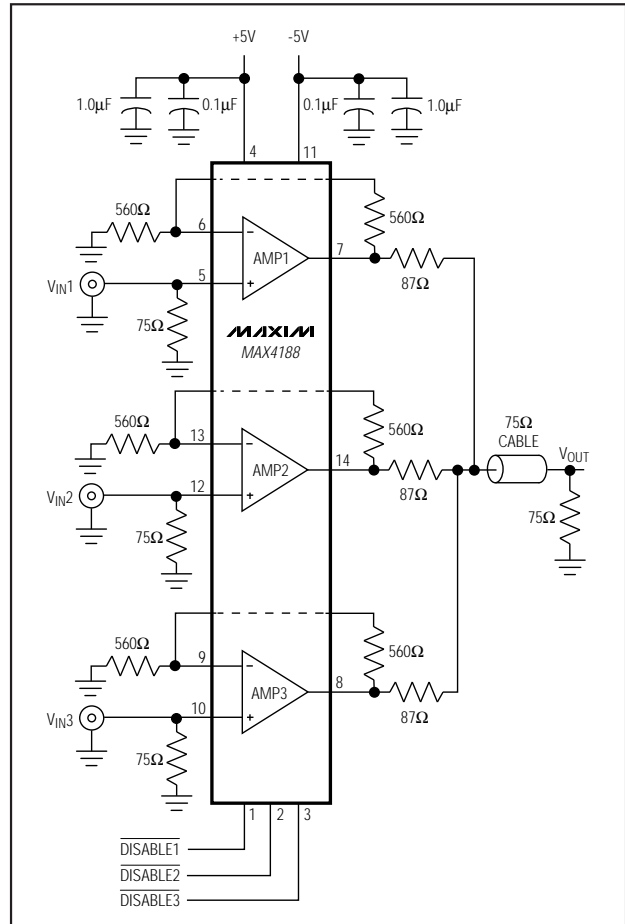 +5V -5V
1.0µF 0.1µF 0.1µF 1.0µF
4 11
560Ω 560Ω
6
AMP1 7
VIN1 5 87Ω
75Ω
MAXIM
MAX4188
560Ω 560Ω 75Ω
CABLE
13 VOUT
AMP2 14
VIN2 12 87Ω 75Ω
75Ω
560Ω 560Ω
9
AMP3 8
VIN3 10 87Ω
75Ω
1 2 3
DISABLE1
DISABLE2
DISABLE3